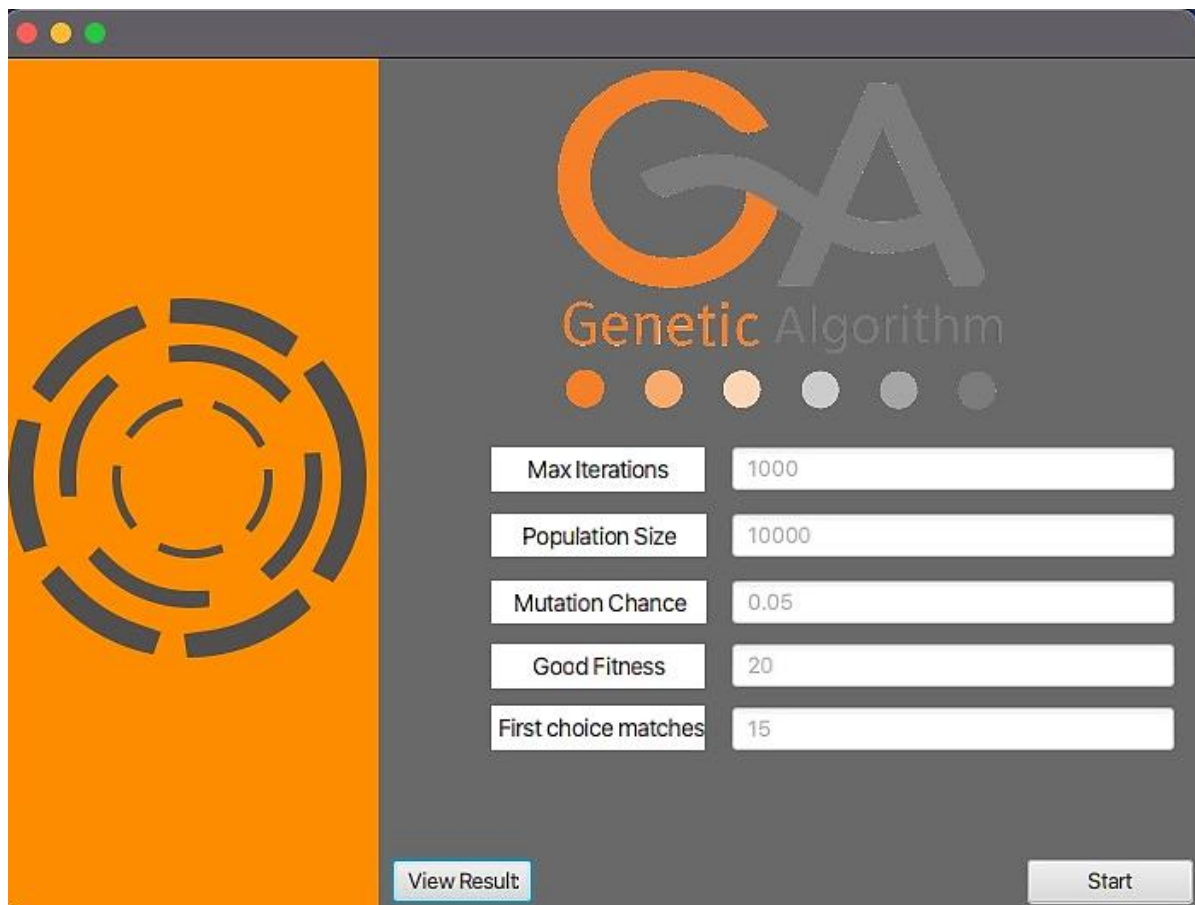 GA
Genetic Algorithm
Max Iterations
1000
Population Size
10000
Mutation Chance
0.05
Good Fitness
20
First choice matches
15
View Result
Start